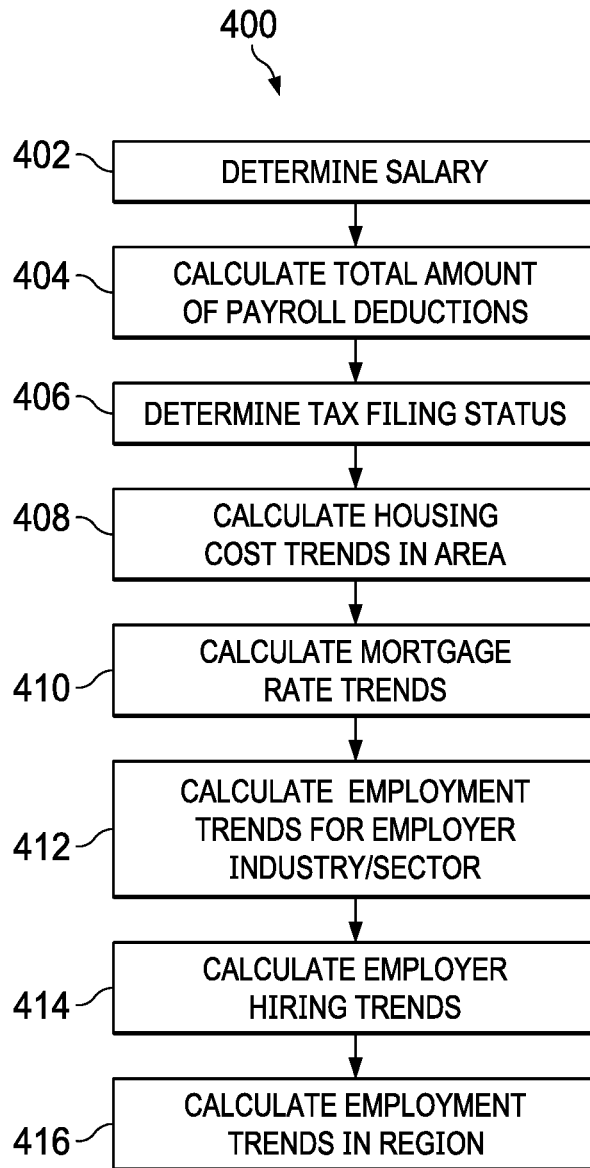 400
402
DETERMINE SALARY
404
CALCULATE TOTAL AMOUNT
OF PAYROLL DEDUCTIONS
406
DETERMINE TAX FILING STATUS
408
CALCULATE HOUSING
COST TRENDS IN AREA
410
CALCULATE MORTGAGE
RATE TRENDS
412
CALCULATE EMPLOYMENT
TRENDS FOR EMPLOYER
INDUSTRY/SECTOR
414
CALCULATE EMPLOYER
HIRING TRENDS
416
CALCULATE EMPLOYMENT
TRENDS IN REGION